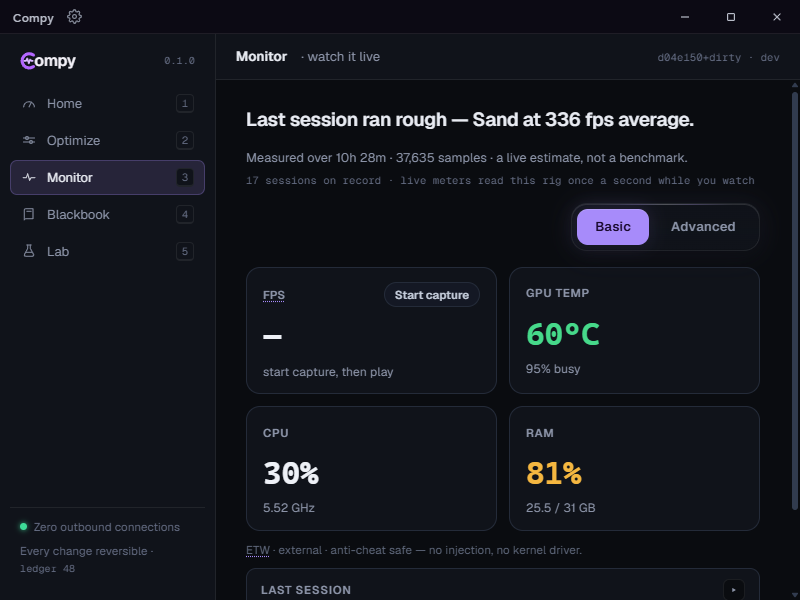 Compy
Compy
0.1.0
Home 1
Optimize 2
Monitor 3
Blackbook 4
Lab 5
Zero outbound connections
Every change reversible ·
ledger 48
Monitor · watch it live
d04e150+dirty · dev
Last session ran rough — Sand at 336 fps average.
Measured over 10h 28m · 37,635 samples · a live estimate, not a benchmark.
17 sessions on record · live meters read this rig once a second while you watch
Basic Advanced
FPS Start capture
—
start capture, then play
GPU TEMP
60°C
95% busy
CPU
30%
5.52 GHz
RAM
81%
25.5 / 31 GB
ETW · external · anti-cheat safe — no injection, no kernel driver.
LAST SESSION